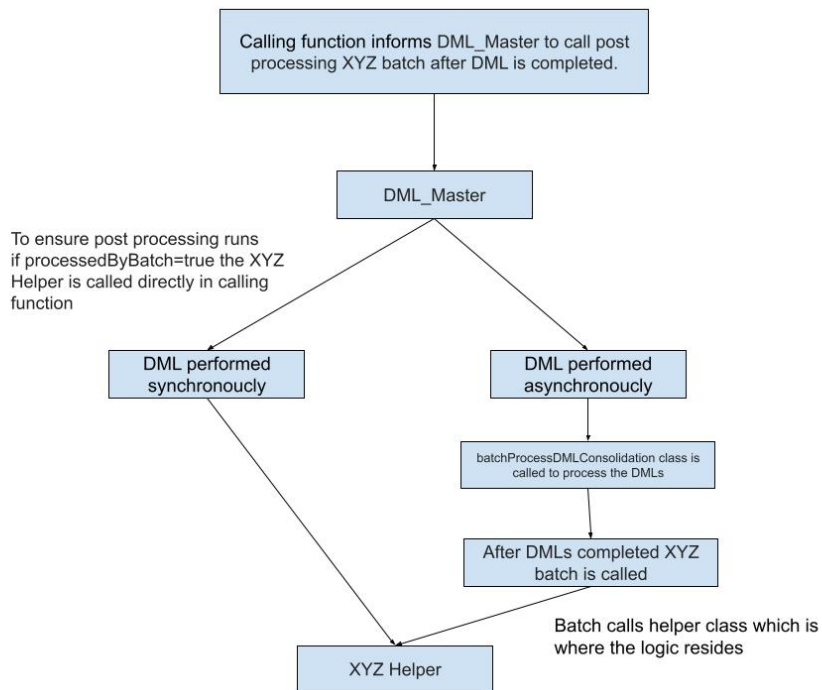 Calling function informs DML_Master to call post
processing XYZ batch after DML is completed.
DML_Master
To ensure post processing runs
if processedByBatch=true the XYZ
Helper is called directly in calling
function
DML performed
synchronoucly
DML performed
asynchronoucly
batchProcessDMLConsolidation class is
called to process the DMLs
After DMLs completed XYZ
batch is called
Batch calls helper class which is
where the logic resides
XYZ Helper